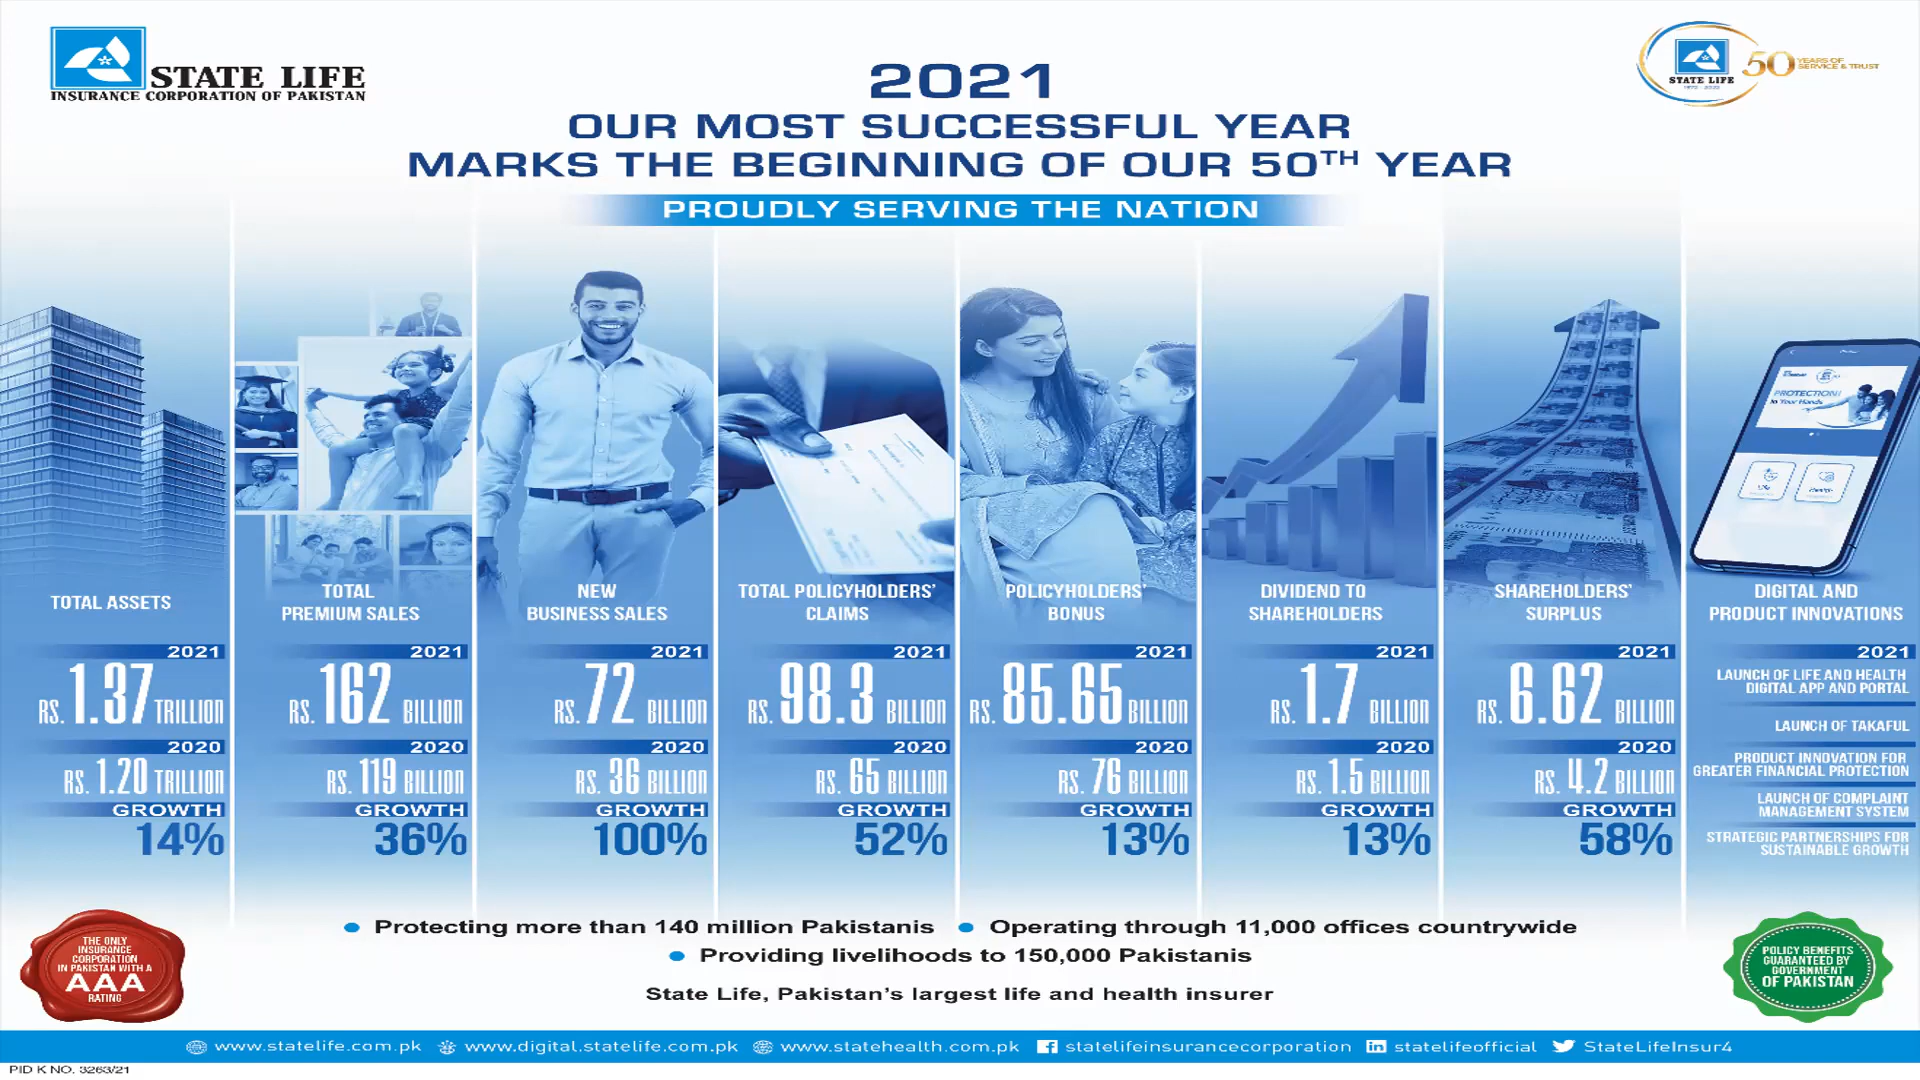 STATE LIFE
INSURANCE CORPORATION OF PAKISTAN
STATE LIFE
50 YEARS OF
SERVICE & TRUST
2021
OUR MOST SUCCESSFUL YEAR
MARKS THE BEGINNING OF OUR 50TH YEAR
PROUDLY SERVING THE NATION
PROTECTION
In Your Hands
Life
Health
TOTAL ASSETS
2021
RS. 1.37 TRILLION
2020
RS. 1.20 TRILLION
GROWTH
14%
TOTAL
PREMIUM SALES
2021
RS. 162 BILLION
2020
RS. 119 BILLION
GROWTH
36%
NEW
BUSINESS SALES
2021
RS. 72 BILLION
2020
RS. 36 BILLION
GROWTH
100%
TOTAL POLICYHOLDERS'
CLAIMS
2021
RS. 98.3 BILLION
2020
RS. 65 BILLION
GROWTH
52%
POLICYHOLDERS'
BONUS
2021
RS. 85.65 BILLION
2020
RS. 76 BILLION
GROWTH
13%
DIVIDEND TO
SHAREHOLDERS
2021
RS. 1.7 BILLION
2020
RS. 1.5 BILLION
GROWTH
13%
SHAREHOLDERS'
SURPLUS
2021
RS. 6.62 BILLION
2020
RS. 4.2 BILLION
GROWTH
58%
DIGITAL AND
PRODUCT INNOVATIONS
2021
LAUNCH OF LIFE AND HEALTH
DIGITAL APP AND PORTAL
LAUNCH OF TAKAFUL
PRODUCT INNOVATION FOR
GREATER FINANCIAL PROTECTION
LAUNCH OF COMPLAINT
MANAGEMENT SYSTEM
STRATEGIC PARTNERSHIPS FOR
SUSTAINABLE GROWTH
THE ONLY
INSURANCE
CORPORATION
IN PAKISTAN WITH A
AAA
RATING
• Protecting more than 140 million Pakistanis • Operating through 11,000 offices countrywide
• Providing livelihoods to 150,000 Pakistanis
State Life, Pakistan's largest life and health insurer
POLICY BENEFITS
GUARANTEED BY
GOVERNMENT
OF PAKISTAN
www.statelife.com.pk www.digital.statelife.com.pk www.statehealth.com.pk statelifeinsurancecorporation statelifeofficial StateLifeInsur4
PID K NO. 3263/21